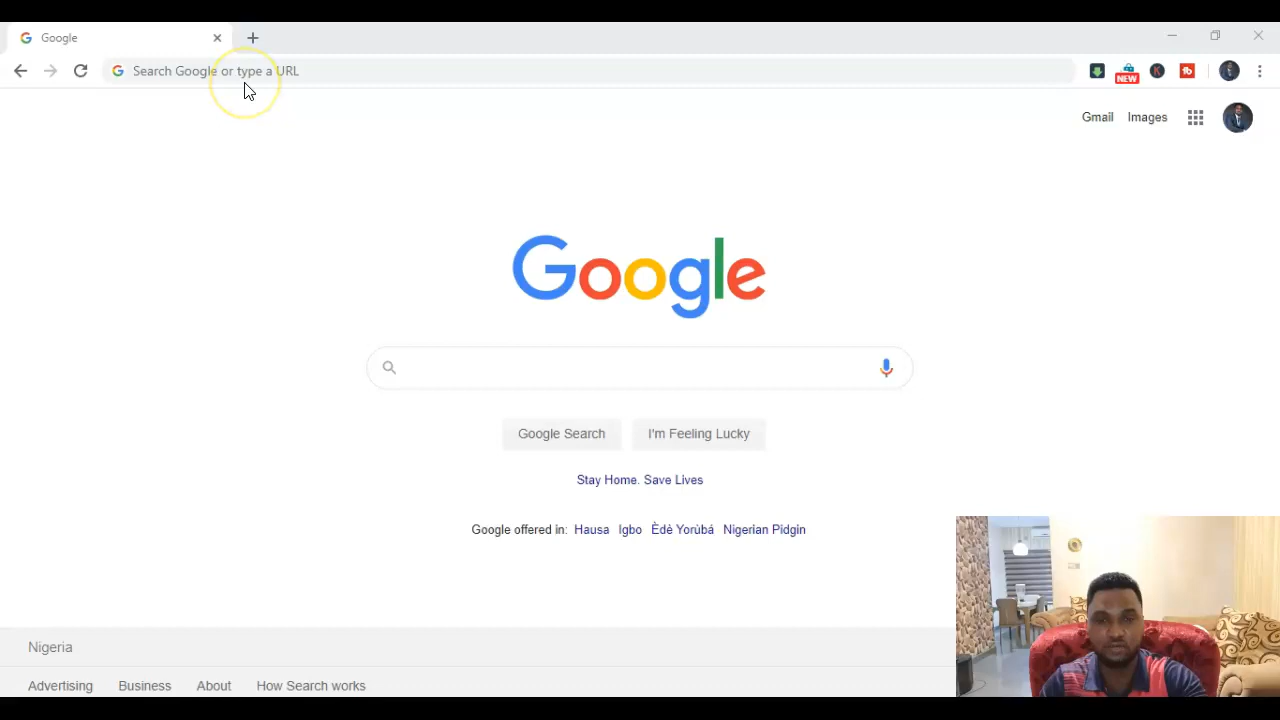 Google
Search Google or type a URL
NEW
K
Gmail Images
Google
Google Search I'm Feeling Lucky
Stay Home. Save Lives
Google offered in: Hausa Igbo Èdè Yorùbá Nigerian Pidgin
Nigeria
Advertising Business About How Search works